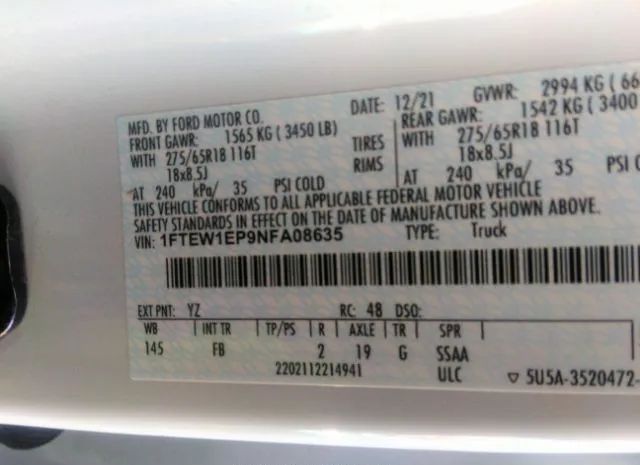 MFD. BY FORD MOTOR CO. DATE: 12/21 GVWR: 2994 KG ( 66
FRONT GAWR: 1565 KG ( 3450 LB) REAR GAWR: 1542 KG ( 3400
WITH 275/65R18 116T TIRES WITH 275/65R18 116T
18x8.5J RIMS 18x8.5J
AT 240 kPa/ 35 PSI COLD AT 240 kPa/ 35 PSI
THIS VEHICLE CONFORMS TO ALL APPLICABLE FEDERAL MOTOR VEHICLE
SAFETY STANDARDS IN EFFECT ON THE DATE OF MANUFACTURE SHOWN ABOVE.
VIN: 1FTEW1EP9NFA08635 TYPE: Truck
EXT PNT: YZ RC: 48 DSO:
WB INT TR TP/PS R AXLE TR SPR
145 FB 2 19 G SSAA
2202112214941 ULC ▽ 5U5A-3520472-